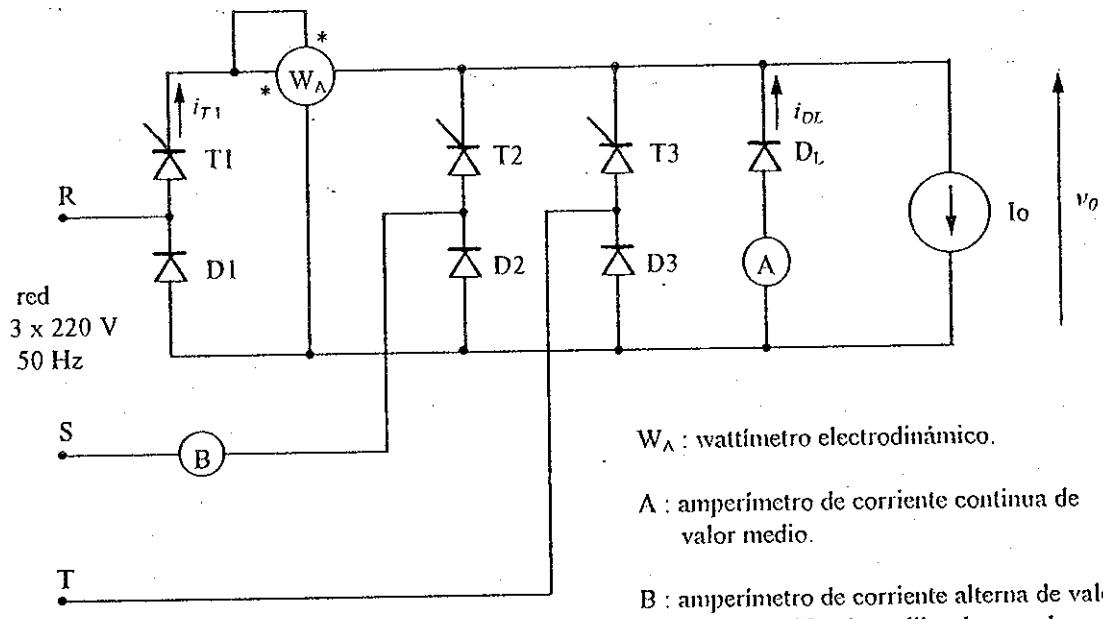 *
W_A
*
i_T1
T1
T2
T3
i_DL
D_L
R
Io
v_0
D1
D2
D3
A
red
3 x 220 V
50 Hz
S
B
W_A : wattímetro electrodinámico.
A : amperímetro de corriente continua de
valor medio.
T
B : amperímetro de corriente alterna de